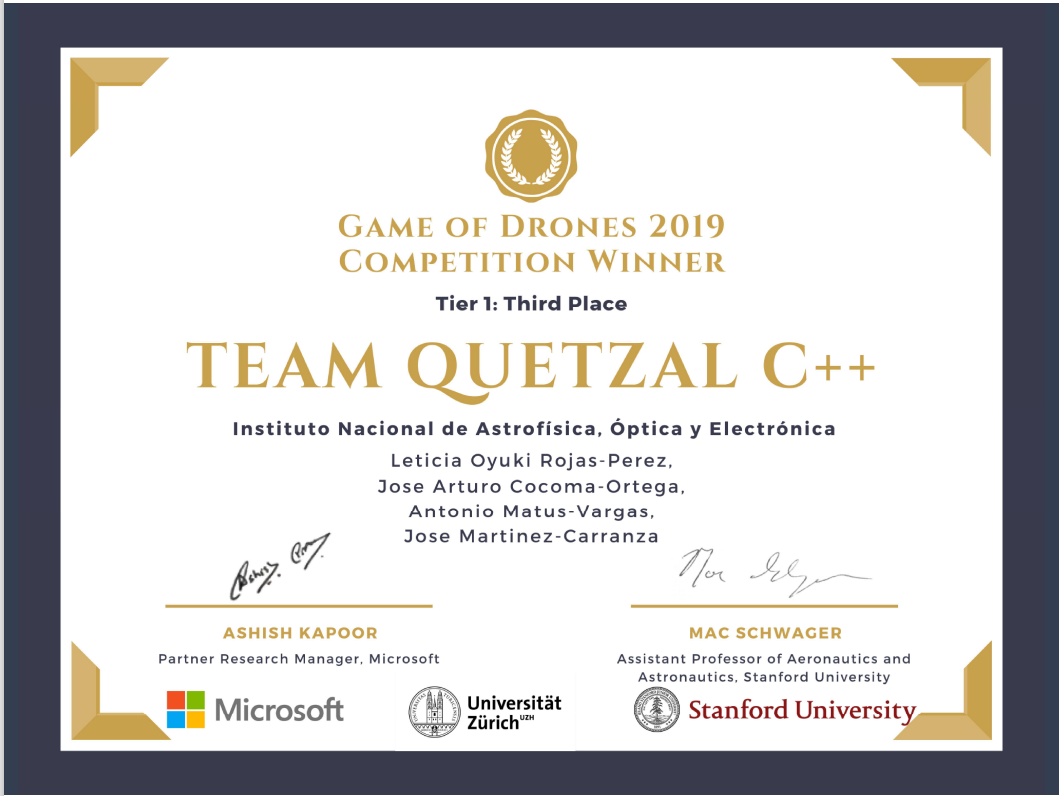 GAME OF DRONES 2019
COMPETITION WINNER
Tier 1: Third Place
TEAM QUETZAL C++
Instituto Nacional de Astrofísica, Óptica y Electrónica
Leticia Oyuki Rojas-Perez,
Jose Arturo Cocoma-Ortega,
Antonio Matus-Vargas,
Jose Martinez-Carranza
ASHISH KAPOOR
Partner Research Manager, Microsoft
MAC SCHWAGER
Assistant Professor of Aeronautics and
Astronautics, Stanford University
Microsoft
Universität
Zürich UZH
Stanford University